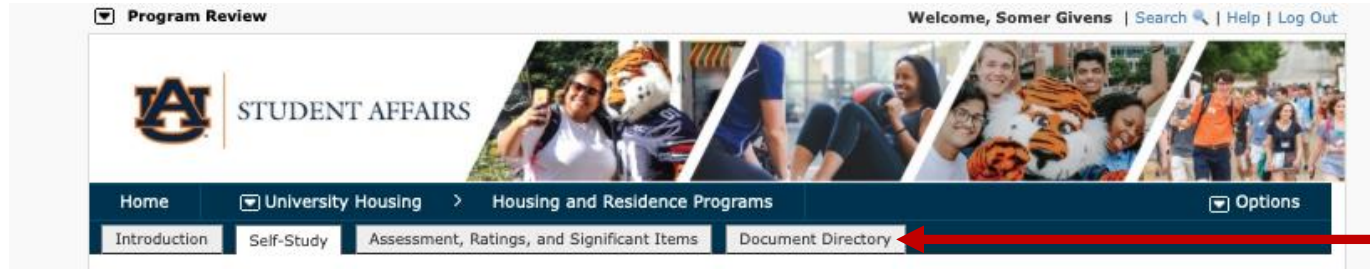 Program Review
Welcome, Somer Givens | Search | Help | Log Out
AU STUDENT AFFAIRS
Home University Housing > Housing and Residence Programs Options
Introduction Self-Study Assessment, Ratings, and Significant Items Document Directory